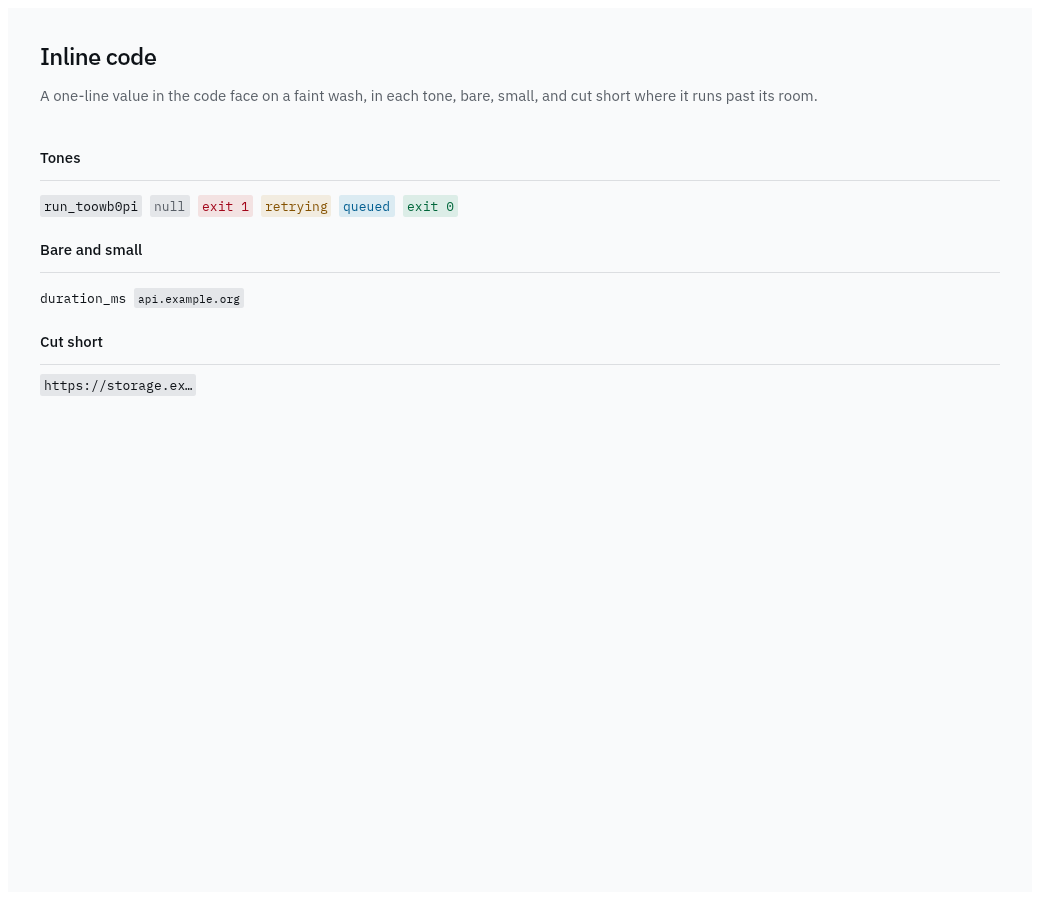 Inline code
A one-line value in the code face on a faint wash, in each tone, bare, small, and cut short where it runs past its room.
Tones
run_toowb0pi null exit 1 retrying queued exit 0
Bare and small
duration_ms api.example.org
Cut short
https://storage.ex…